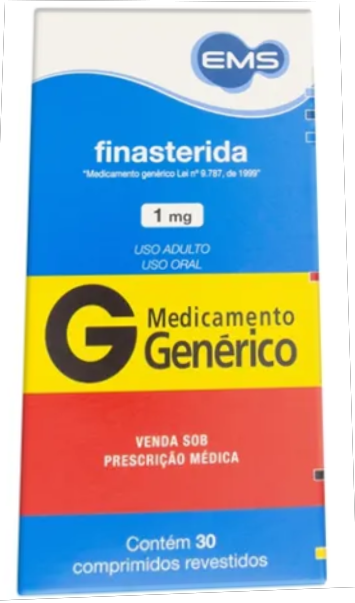 EMS
finasterida
"Medicamento genérico Lei nº 9.787, de 1999"
1 mg
USO ADULTO
USO ORAL
G Medicamento
Genérico
VENDA SOB
PRESCRIÇÃO MÉDICA
Contém 30
comprimidos revestidos